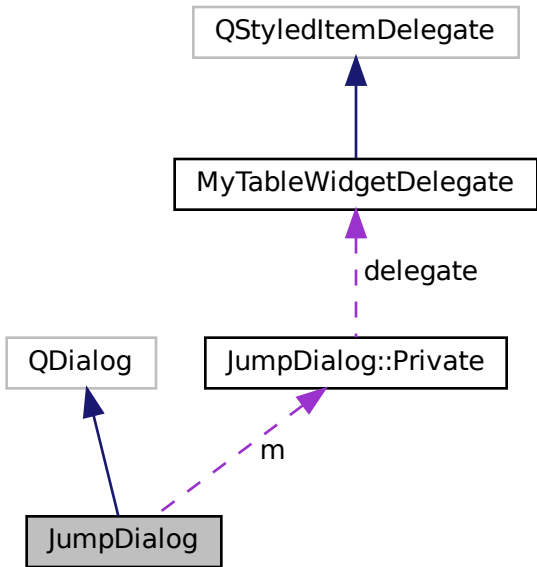 QStyledItemDelegate
MyTableWidgetDelegate
delegate
QDialog
JumpDialog::Private
m
JumpDialog